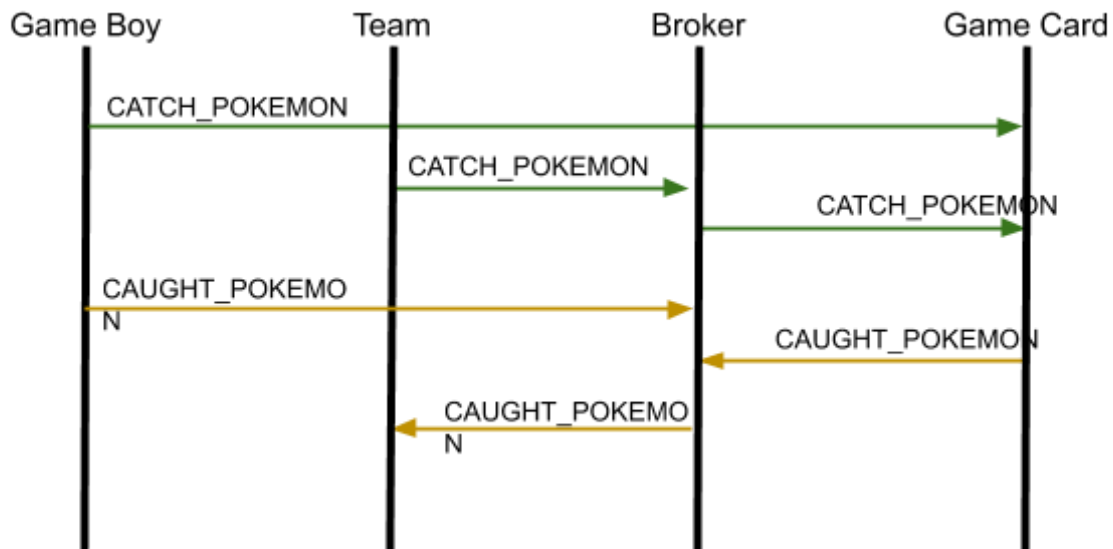 Game Boy Team Broker Game Card
CATCH_POKEMON
CATCH_POKEMON
CATCH_POKEMON
CAUGHT_POKEMO
N
CAUGHT_POKEMON
CAUGHT_POKEMO
N